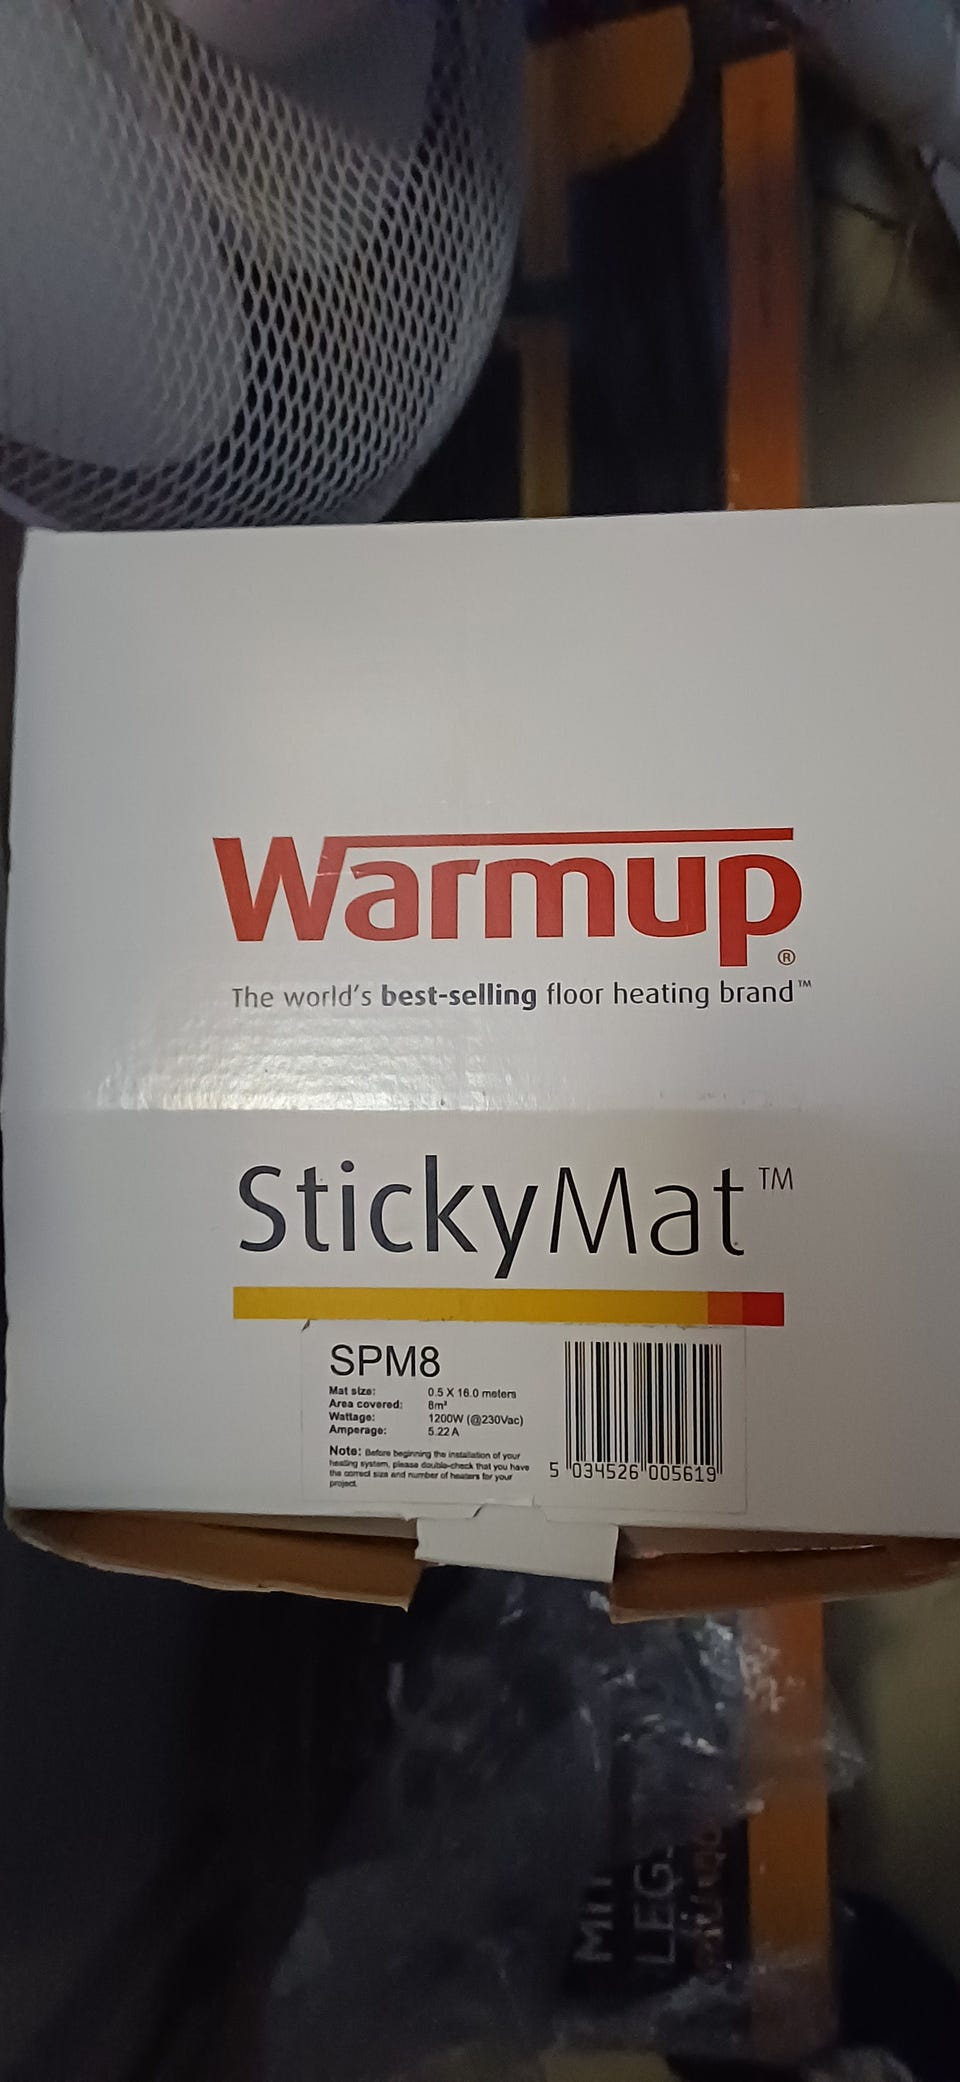 Warmup®
The world's best-selling floor heating brand™
StickyMat™
SPM8
Mat size: 0.5 X 16.0 meters
Area covered: 8m²
Wattage: 1200W (@230Vac)
Amperage: 5.22 A
Note: Before beginning the installation of your
heating system, please double-check that you have
the correct size and number of heaters for your
project.
5 034526 005619
LEG